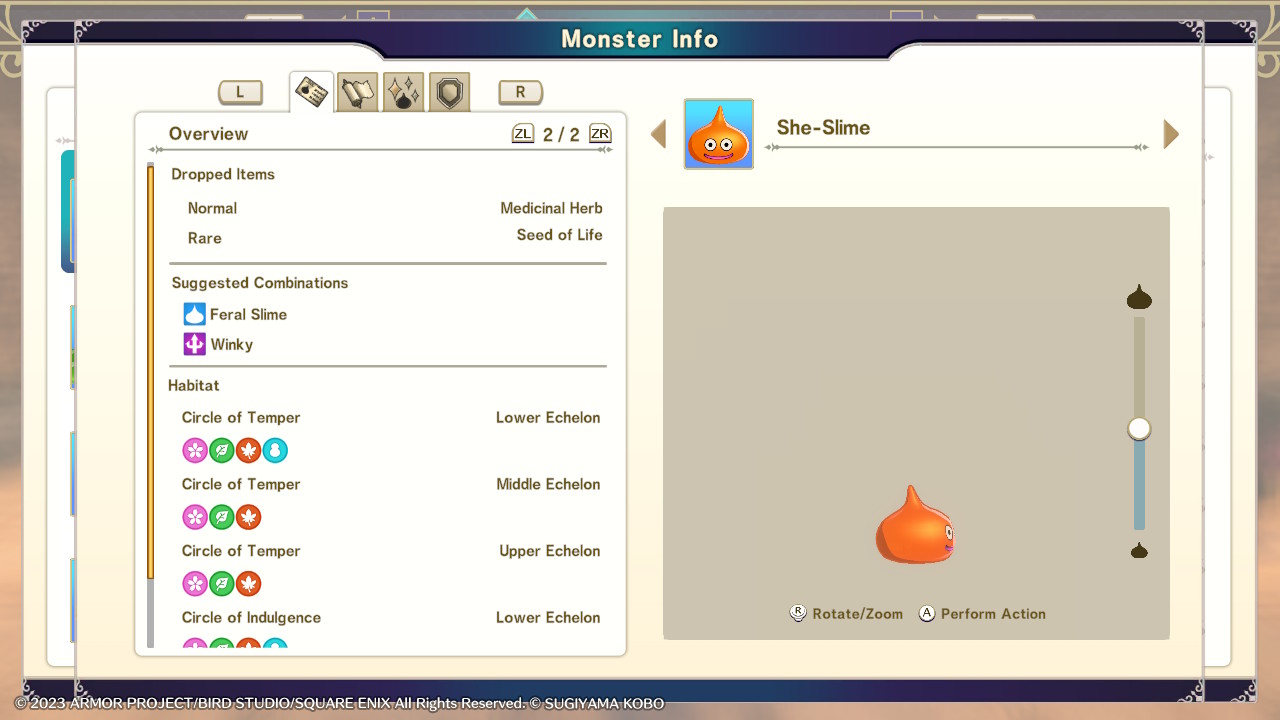 Monster Info
L
R
Overview
ZL 2 / 2 ZR
Dropped Items
Normal Medicinal Herb
Rare Seed of Life
Suggested Combinations
Feral Slime
Winky
Habitat
Circle of Temper Lower Echelon
Circle of Temper Middle Echelon
Circle of Temper Upper Echelon
Circle of Indulgence Lower Echelon
She-Slime
R Rotate/Zoom A Perform Action
© 2023 ARMOR PROJECT/BIRD STUDIO/SQUARE ENIX All Rights Reserved. © SUGIYAMA KOBO